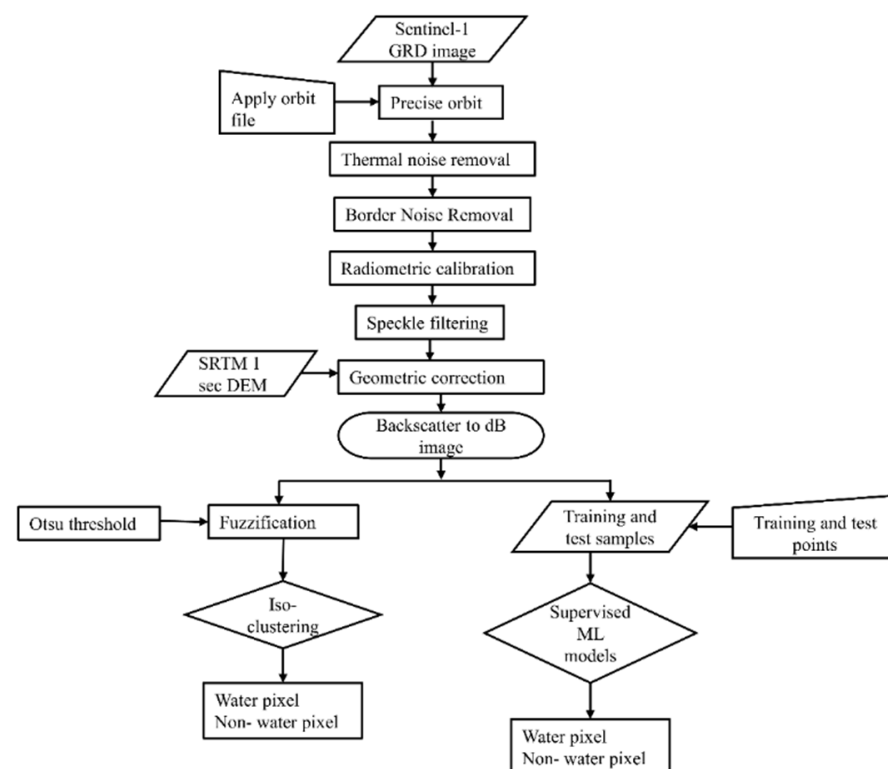 Sentinel-1
GRD image
Apply orbit
file
Precise orbit
Thermal noise removal
Border Noise Removal
Radiometric calibration
Speckle filtering
SRTM 1
sec DEM
Geometric correction
Backscatter to dB
image
Otsu threshold
Fuzzification
Training and
test samples
Training and test
points
Iso-
clustering
Supervised
ML
models
Water pixel
Non- water pixel
Water pixel
Non- water pixel